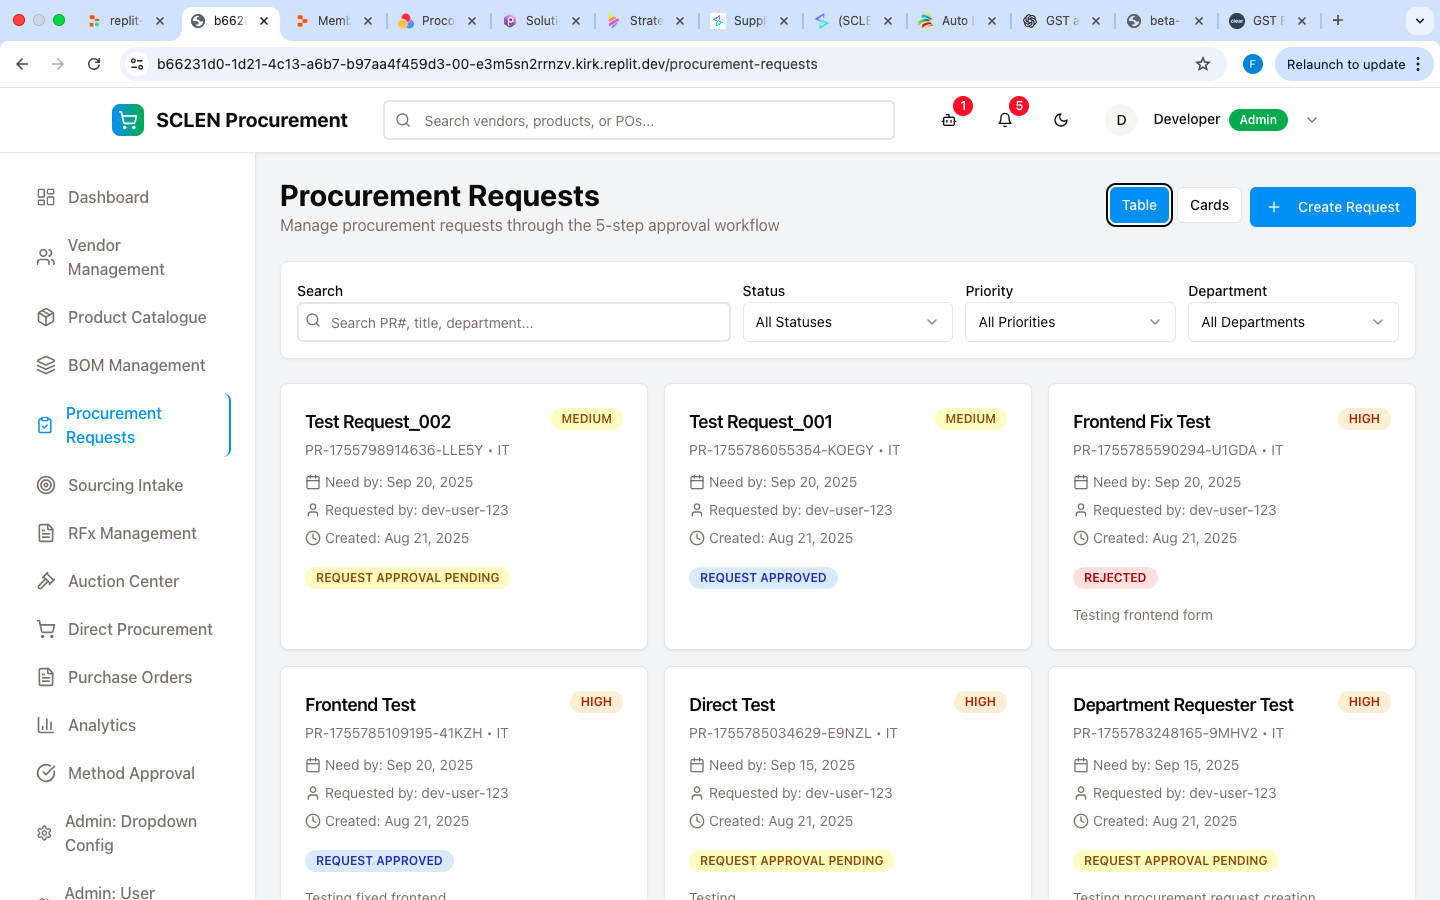 replit-
b662
Memb
Proco
Soluti
Strate
Suppl
(SCLE
Auto
GST a
beta-
GST F
b66231d0-1d21-4c13-a6b7-b97aa4f459d3-00-e3m5sn2rrnzv.kirk.replit.dev/procurement-requests
F
Relaunch to update
SCLEN Procurement
Search vendors, products, or POs...
1
5
D
Developer
Admin
Dashboard
Vendor
Management
Product Catalogue
BOM Management
Procurement
Requests
Sourcing Intake
RFx Management
Auction Center
Direct Procurement
Purchase Orders
Analytics
Method Approval
Admin: Dropdown
Config
Admin: User
Procurement Requests
Manage procurement requests through the 5-step approval workflow
Table
Cards
Create Request
Search
Search PR#, title, department...
Status
All Statuses
Priority
All Priorities
Department
All Departments
Test Request_002
MEDIUM
PR-1755798914636-LLE5Y • IT
Need by: Sep 20, 2025
Requested by: dev-user-123
Created: Aug 21, 2025
REQUEST APPROVAL PENDING
Test Request_001
MEDIUM
PR-1755786055354-KOEGY • IT
Need by: Sep 20, 2025
Requested by: dev-user-123
Created: Aug 21, 2025
REQUEST APPROVED
Frontend Fix Test
HIGH
PR-1755785590294-U1GDA • IT
Need by: Sep 20, 2025
Requested by: dev-user-123
Created: Aug 21, 2025
REJECTED
Testing frontend form
Frontend Test
HIGH
PR-1755785109195-41KZH • IT
Need by: Sep 20, 2025
Requested by: dev-user-123
Created: Aug 21, 2025
REQUEST APPROVED
Testing fixed frontend
Direct Test
HIGH
PR-1755785034629-E9NZL • IT
Need by: Sep 15, 2025
Requested by: dev-user-123
Created: Aug 21, 2025
REQUEST APPROVAL PENDING
Testing
Department Requester Test
HIGH
PR-1755783248165-9MHV2 • IT
Need by: Sep 15, 2025
Requested by: dev-user-123
Created: Aug 21, 2025
REQUEST APPROVAL PENDING
Testing procurement request creation